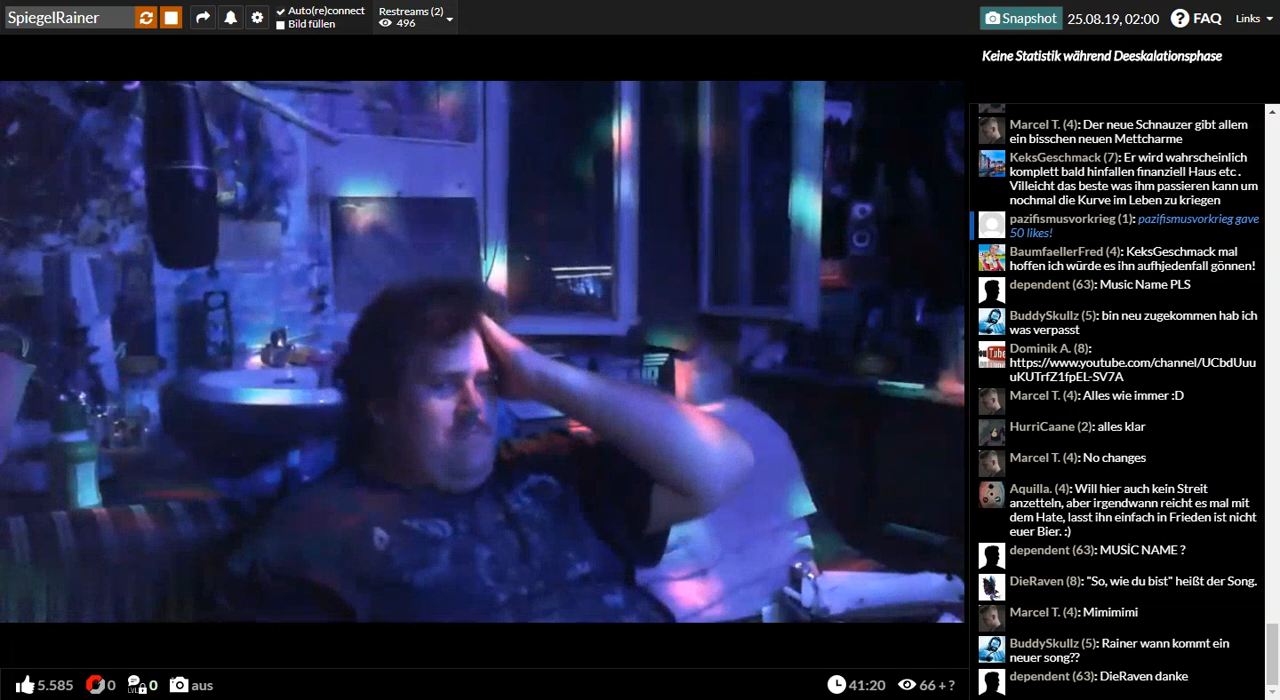 SpiegelRainer
Auto(re)connect
Bild füllen
Restreams (2)
496
Snapshot
25.08.19, 02:00
? FAQ
Links
Keine Statistik während Deeskalationsphase
Marcel T. (4): Der neue Schnauzer gibt allem
ein bisschen neuen Mettcharme
KeksGeschmack (7): Er wird wahrscheinlich
komplett bald hinfallen finanziell Haus etc .
Villeicht das beste was ihm passieren kann um
nochmal die Kurve im Leben zu kriegen
pazifismusvorkrieg (1): pazifismusvorkrieg gave
50 likes!
BaumfaellerFred (4): KeksGeschmack mal
hoffen ich würde es ihn aufhjedenfall gönnen!
dependent (63): Music Name PLS
BuddySkullz (5): bin neu zugekommen hab ich
was verpasst
Dominik A. (8):
https://www.youtube.com/channel/UCbdUuu
uKUTrfZ1fpEL-SV7A
Marcel T. (4): Alles wie immer :D
HurriCaane (2): alles klar
Marcel T. (4): No changes
Aquilla. (4): Will hier auch kein Streit
anzetteln, aber irgendwann reicht es mal mit
dem Hate, lasst ihn einfach in Frieden ist nicht
euer Bier. :)
dependent (63): MUSİC NAME ?
DieRaven (8): "So, wie du bist" heißt der Song.
Marcel T. (4): Mimimimi
BuddySkullz (5): Rainer wann kommt ein
neuer song??
dependent (63): DieRaven danke
5.585
0
LVL
0
aus
41:20
66 + ?